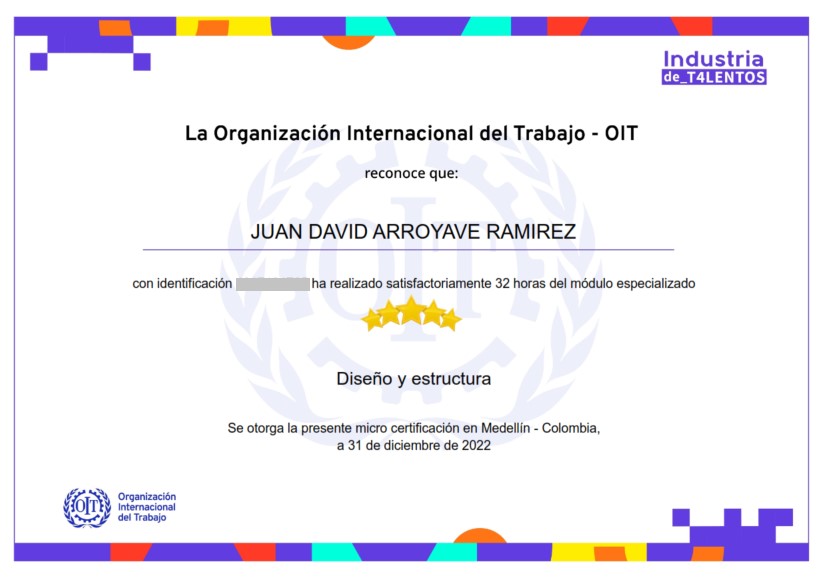 Industria
de_T4LENTOS
La Organización Internacional del Trabajo - OIT
reconoce que:
JUAN DAVID ARROYAVE RAMIREZ
con identificación ha realizado satisfactoriamente 32 horas del módulo especializado
Diseño y estructura
Se otorga la presente micro certificación en Medellín - Colombia,
a 31 de diciembre de 2022
OIT
Organización
Internacional
del Trabajo